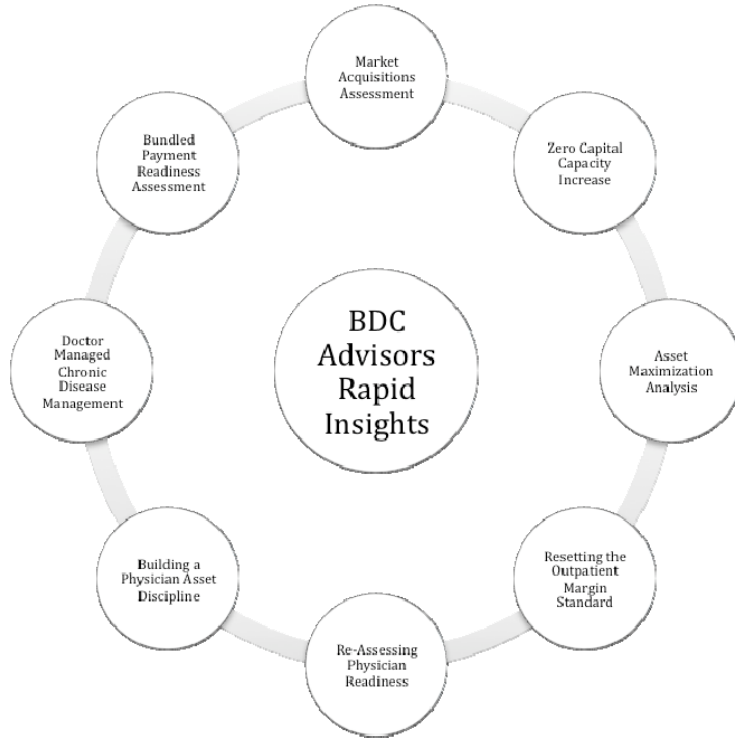 Market
Acquisitions
Assessment
Zero Capital
Capacity
Increase
Asset
Maximization
Analysis
Resetting the
Outpatient
Margin
Standard
Re-Assessing
Physician
Readiness
Building a
Physician Asset
Discipline
Doctor
Managed
Chronic
Disease
Management
Bundled
Payment
Readiness
Assessment
BDC
Advisors
Rapid
Insights